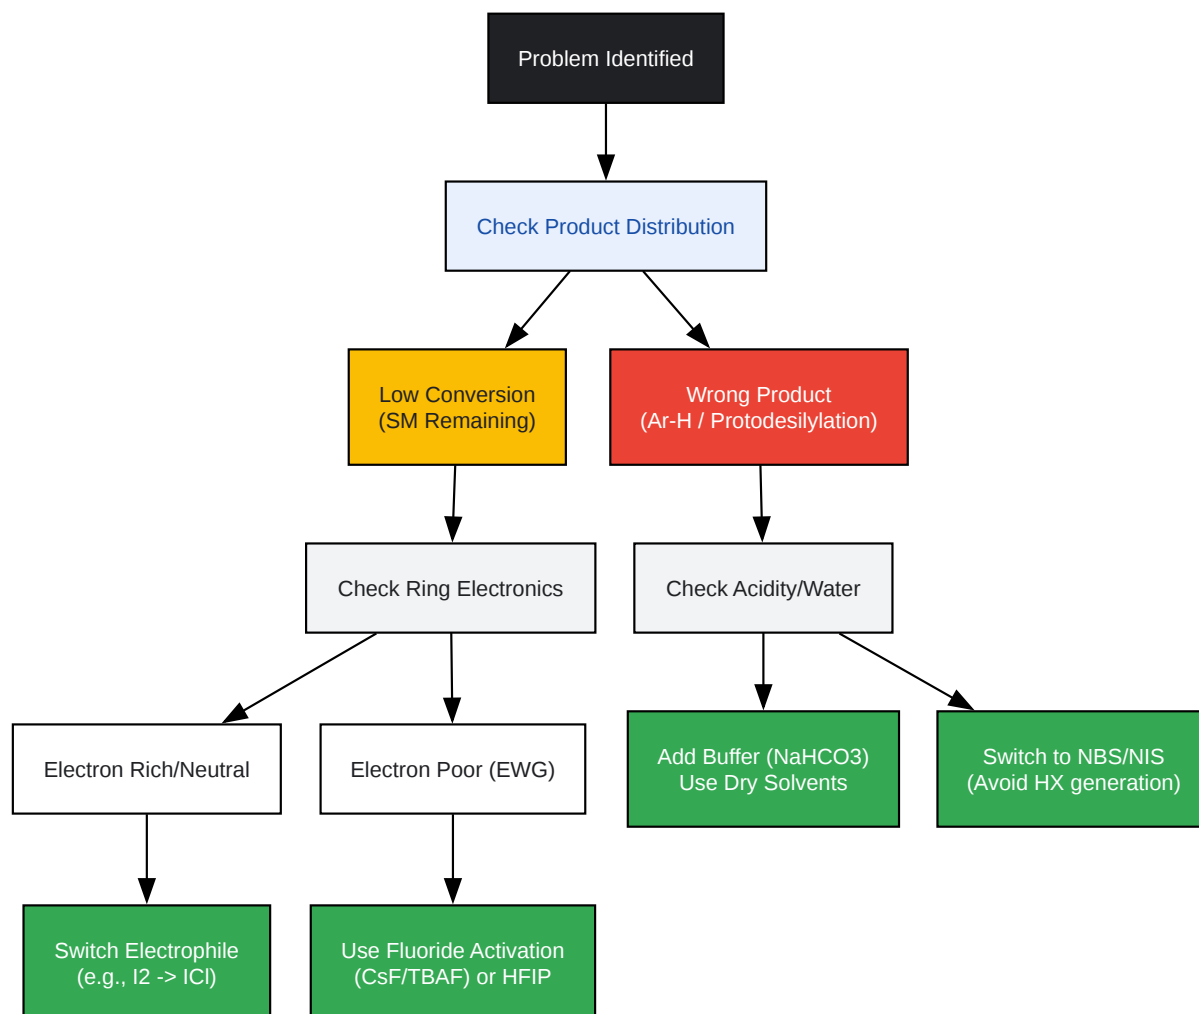 Problem Identified
Check Product Distribution
Low Conversion
(SM Remaining)
Wrong Product
(Ar-H / Protodesilylation)
Check Ring Electronics
Check Acidity/Water
Electron Rich/Neutral
Electron Poor (EWG)
Add Buffer (NaHCO3)
Use Dry Solvents
Switch to NBS/NIS
(Avoid HX generation)
Switch Electrophile
(e.g., I2 -> ICl)
Use Fluoride Activation
(CsF/TBAF) or HFIP